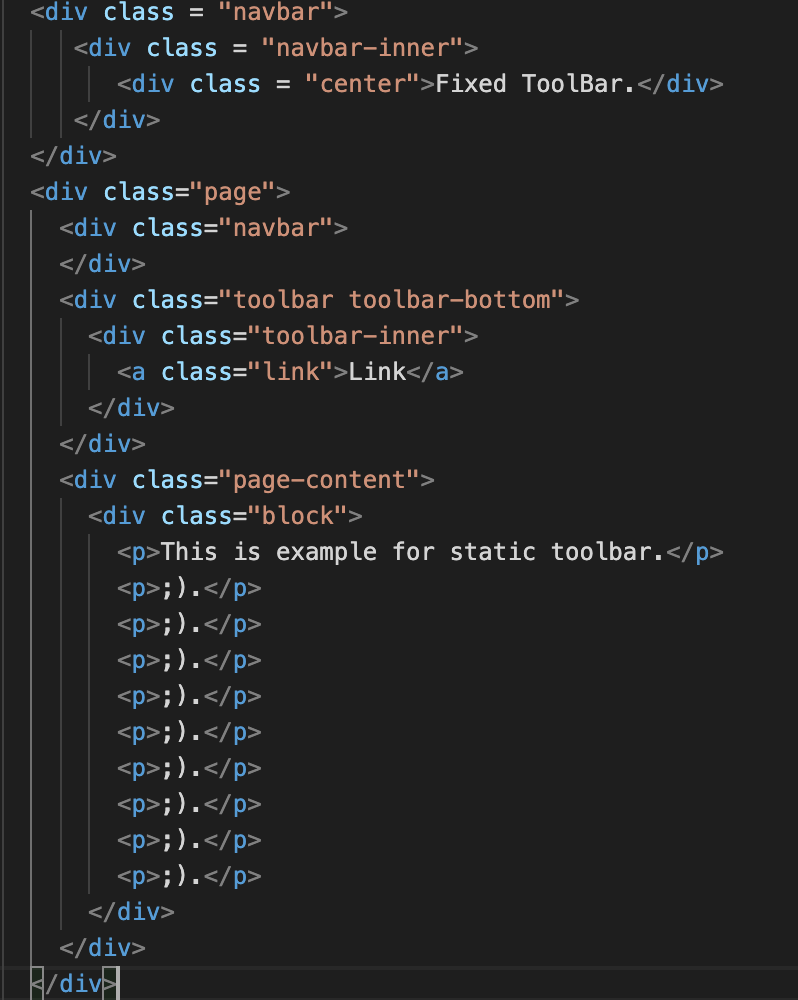 <div class = "navbar">
<div class = "navbar-inner">
<div class = "center">Fixed ToolBar.</div>
</div>
</div>
<div class="page">
<div class="navbar">
</div>
<div class="toolbar toolbar-bottom">
<div class="toolbar-inner">
<a class="link">Link</a>
</div>
</div>
<div class="page-content">
<div class="block">
<p>This is example for static toolbar.</p>
<p>;).</p>
<p>;).</p>
<p>;).</p>
<p>;).</p>
<p>;).</p>
<p>;).</p>
<p>;).</p>
<p>;).</p>
<p>;).</p>
</div>
</div>
</div>